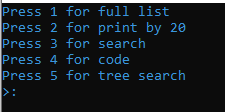 Press 1 for full list
Press 2 for print by 20
Press 3 for search
Press 4 for code
Press 5 for tree search
>: